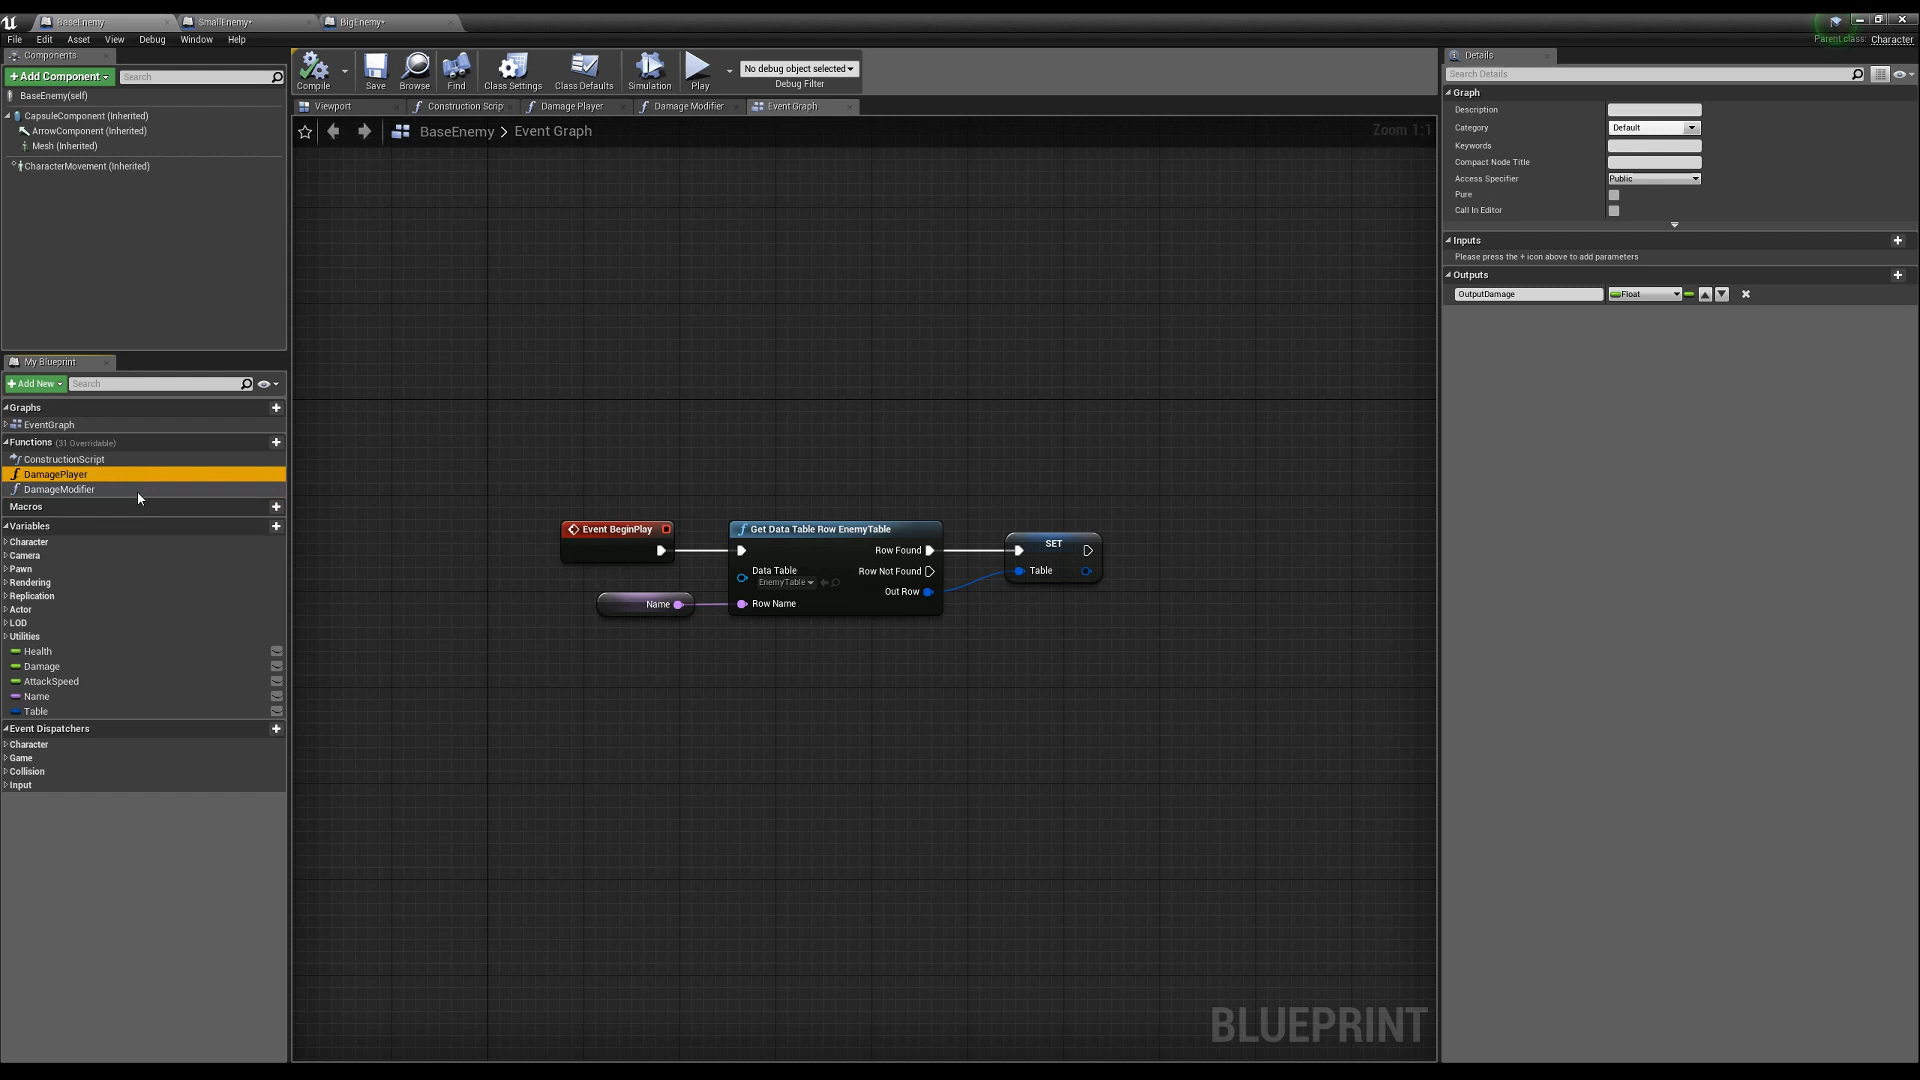 BaseEnemy
SmallEnemy*
BigEnemy*
File Edit Asset View Debug Window Help
Parent class: Character
Components
+Add Component
Search
BaseEnemy(self)
CapsuleComponent (Inherited)
ArrowComponent (Inherited)
Mesh (Inherited)
CharacterMovement (Inherited)
Compile
Save
Browse
Find
Class Settings
Class Defaults
Simulation
Play
No debug object selected
Debug Filter
Viewport
Construction Scrip
Damage Player
Damage Modifier
Event Graph
BaseEnemy > Event Graph
Zoom 1:1
My Blueprint
+Add New
Search
Graphs
EventGraph
Functions (31 Overridable)
ConstructionScript
DamagePlayer
DamageModifier
Macros
Variables
Character
Camera
Pawn
Rendering
Replication
Actor
LOD
Utilities
Health
Damage
AttackSpeed
Name
Table
Event Dispatchers
Character
Game
Collision
Input
Event BeginPlay
Name
Get Data Table Row EnemyTable
Row Found
Data Table
EnemyTable
Row Not Found
Out Row
Row Name
SET
Table
BLUEPRINT
Details
Search Details
Graph
Description
Category Default
Keywords
Compact Node Title
Access Specifier Public
Pure
Call In Editor
Inputs
Please press the + icon above to add parameters
Outputs
OutputDamage Float